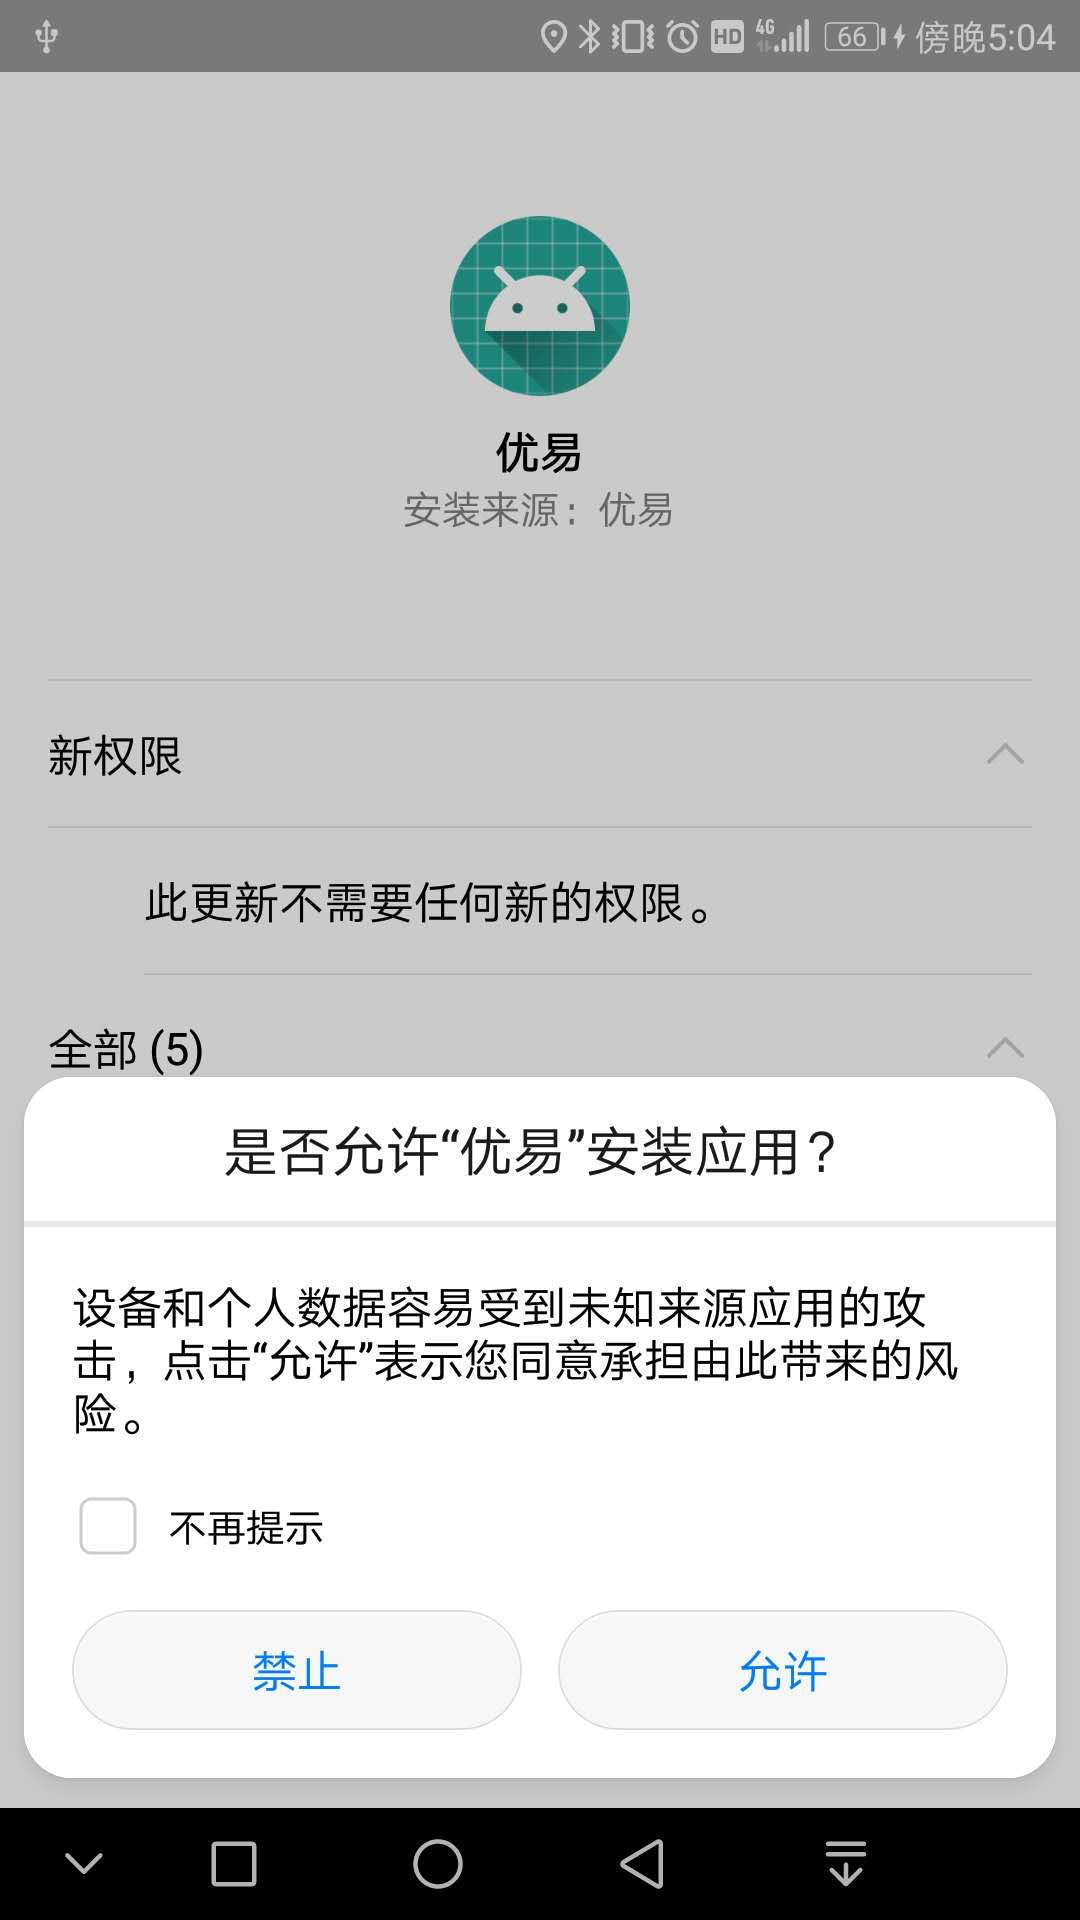 HD 4G 66 傍晚5:04
优易
安装来源：优易
新权限
此更新不需要任何新的权限。
全部 (5)
是否允许“优易”安装应用？
设备和个人数据容易受到未知来源应用的攻
击，点击“允许”表示您同意承担由此带来的风
险。
不再提示
禁止
允许